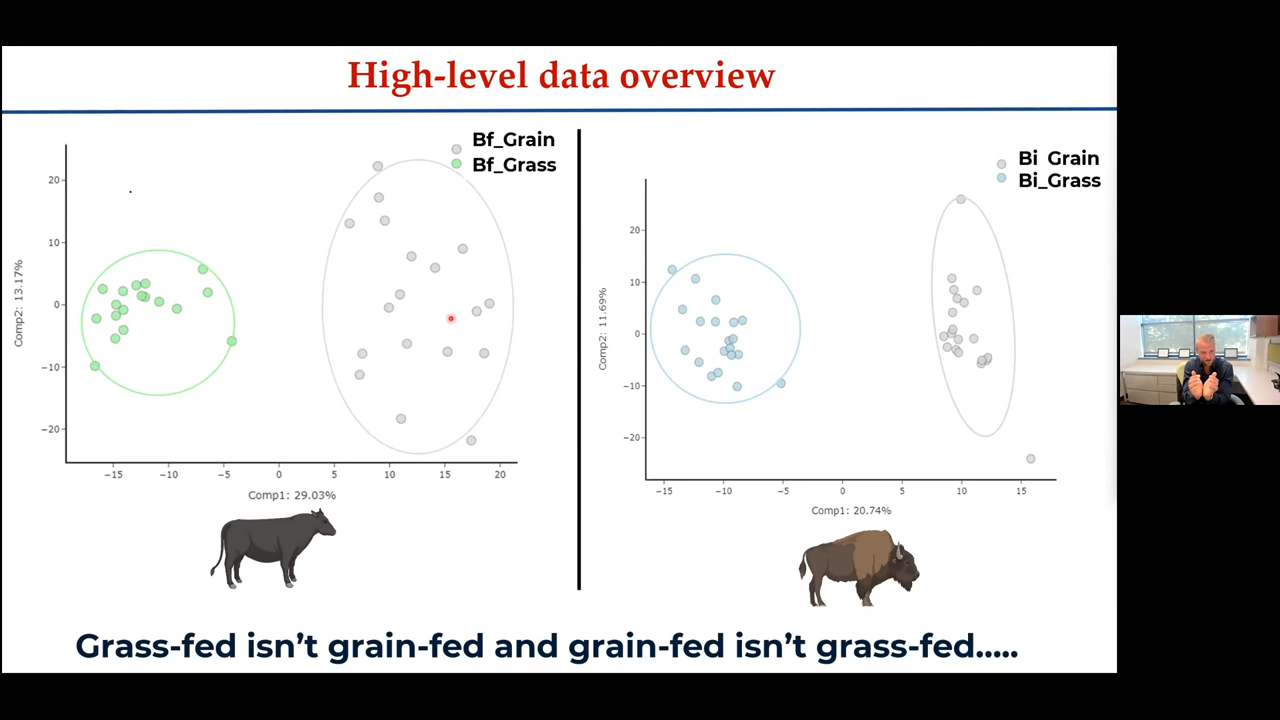 High-level data overview
Bf_Grain
Bf_Grass
20
10
0
−10
−20
Comp2: 13.17%
−15
−10
−5
0
5
10
15
20
Comp1: 29.03%
Bi Grain
Bi_Grass
20
10
0
−10
−20
Comp2: 11.69%
−15
−10
−5
0
5
10
15
Comp1: 20.74%
Grass-fed isn’t grain-fed and grain-fed isn’t grass-fed.....